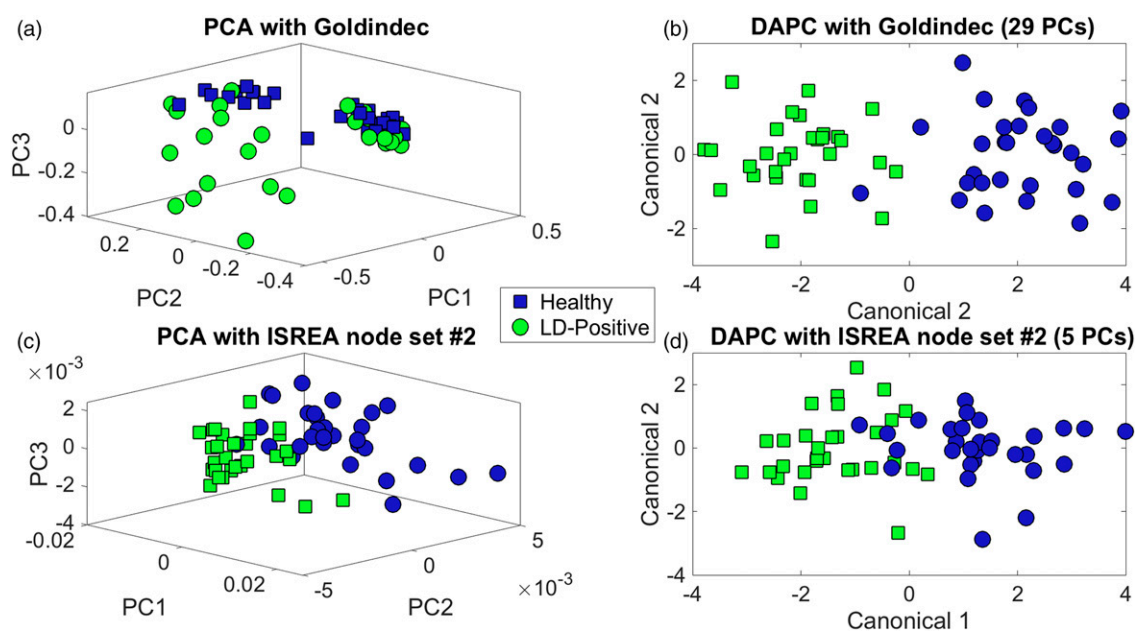 (a)
PCA with Goldindec
PC3
0
-0.2
-0.4
0.2
0
-0.2
-0.4
PC2
-0.5
0
0.5
PC1
(b)
DAPC with Goldindec (29 PCs)
Canonical 2
2
0
-2
-4
-2
0
2
4
Canonical 2
Healthy
LD-Positive
(c)
PCA with ISREA node set #2
×10⁻³
PC3
2
0
-2
-4
-0.02
0
0.02
PC1
-5
0
5
×10⁻³
PC2
(d)
DAPC with ISREA node set #2 (5 PCs)
Canonical 2
4
2
0
-2
-4
-4
-2
0
2
4
Canonical 1